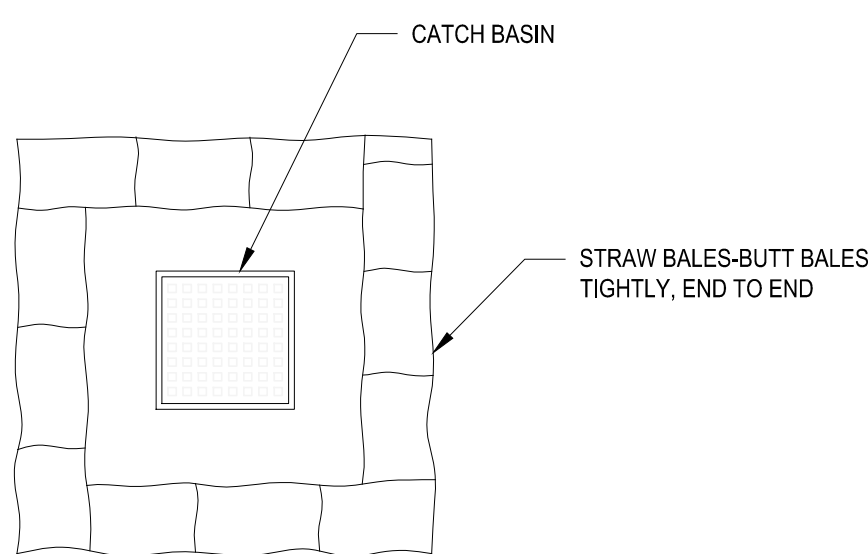 CATCH BASIN
STRAW BALES-BUTT BALES
TIGHTLY, END TO END